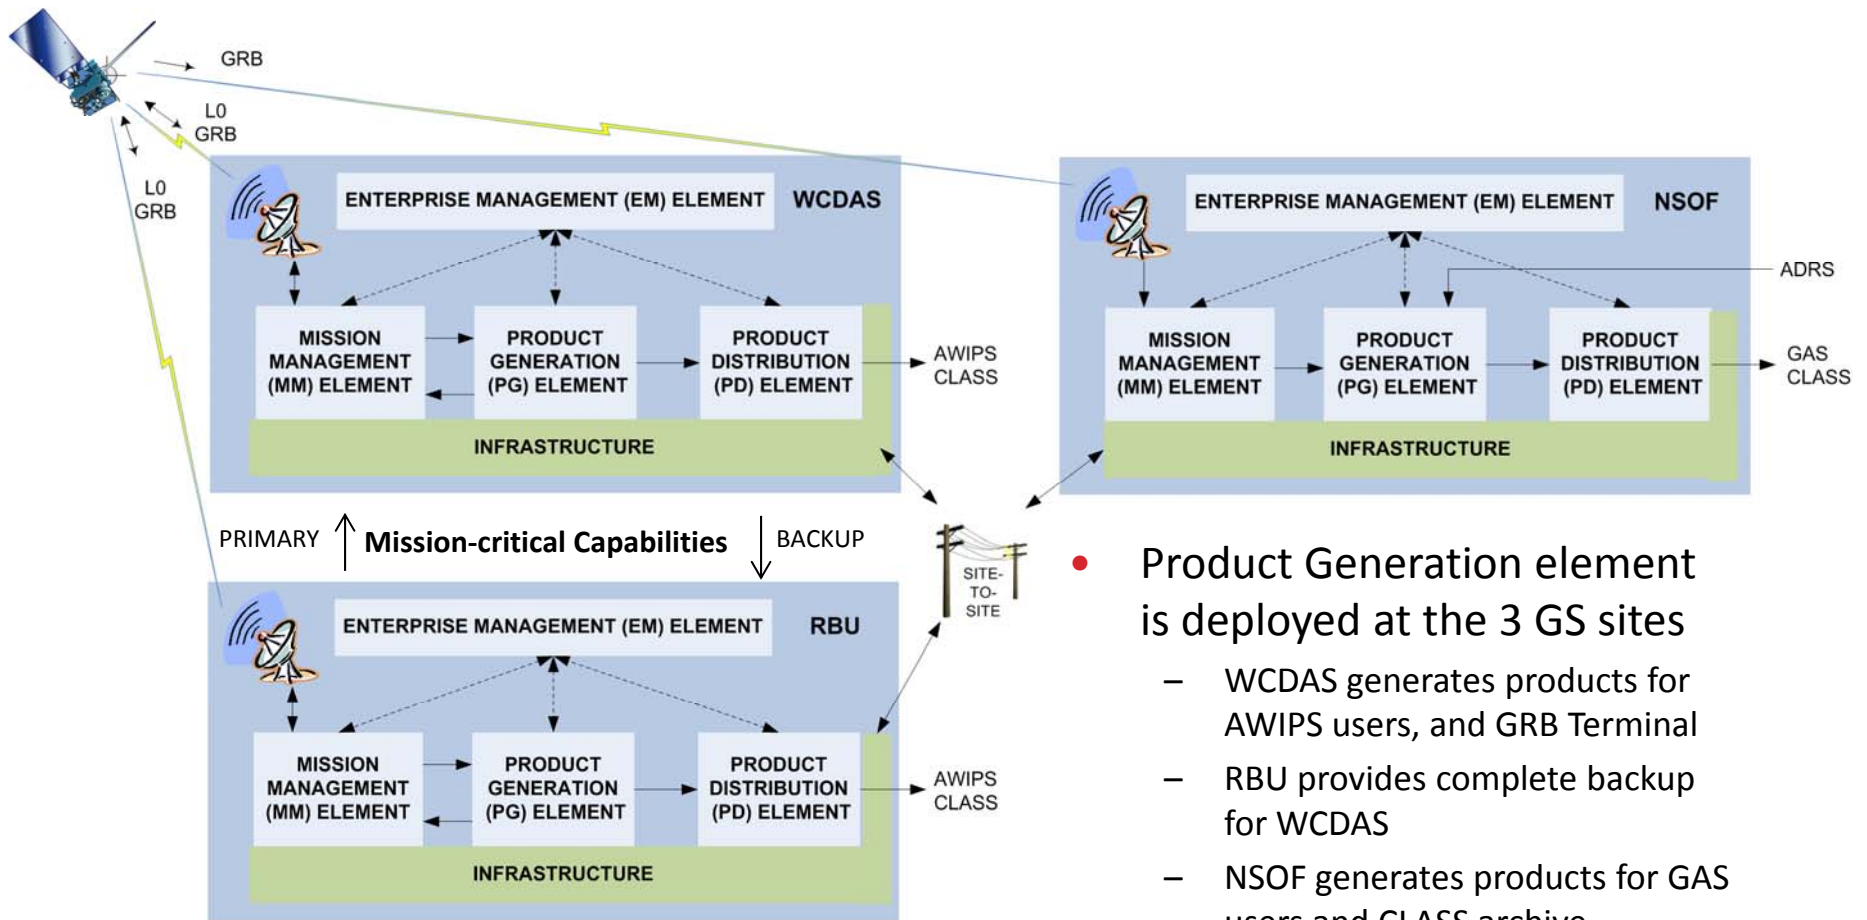 GRB
L0
GRB
L0
GRB
ENTERPRISE MANAGEMENT (EM) ELEMENT
WCDAS
MISSION
MANAGEMENT
(MM) ELEMENT
PRODUCT
GENERATION
(PG) ELEMENT
PRODUCT
DISTRIBUTION
(PD) ELEMENT
AWIPS
CLASS
INFRASTRUCTURE
ENTERPRISE MANAGEMENT (EM) ELEMENT
NSOF
ADRS
MISSION
MANAGEMENT
(MM) ELEMENT
PRODUCT
GENERATION
(PG) ELEMENT
PRODUCT
DISTRIBUTION
(PD) ELEMENT
GAS
CLASS
INFRASTRUCTURE
PRIMARY
Mission-critical Capabilities
BACKUP
SITE-
TO-
SITE
ENTERPRISE MANAGEMENT (EM) ELEMENT
RBU
MISSION
MANAGEMENT
(MM) ELEMENT
PRODUCT
GENERATION
(PG) ELEMENT
PRODUCT
DISTRIBUTION
(PD) ELEMENT
AWIPS
CLASS
INFRASTRUCTURE
• Product Generation element
is deployed at the 3 GS sites
– WCDAS generates products for
AWIPS users, and GRB Terminal
– RBU provides complete backup
for WCDAS
– NSOF generates products for GAS
users and CLASS archive